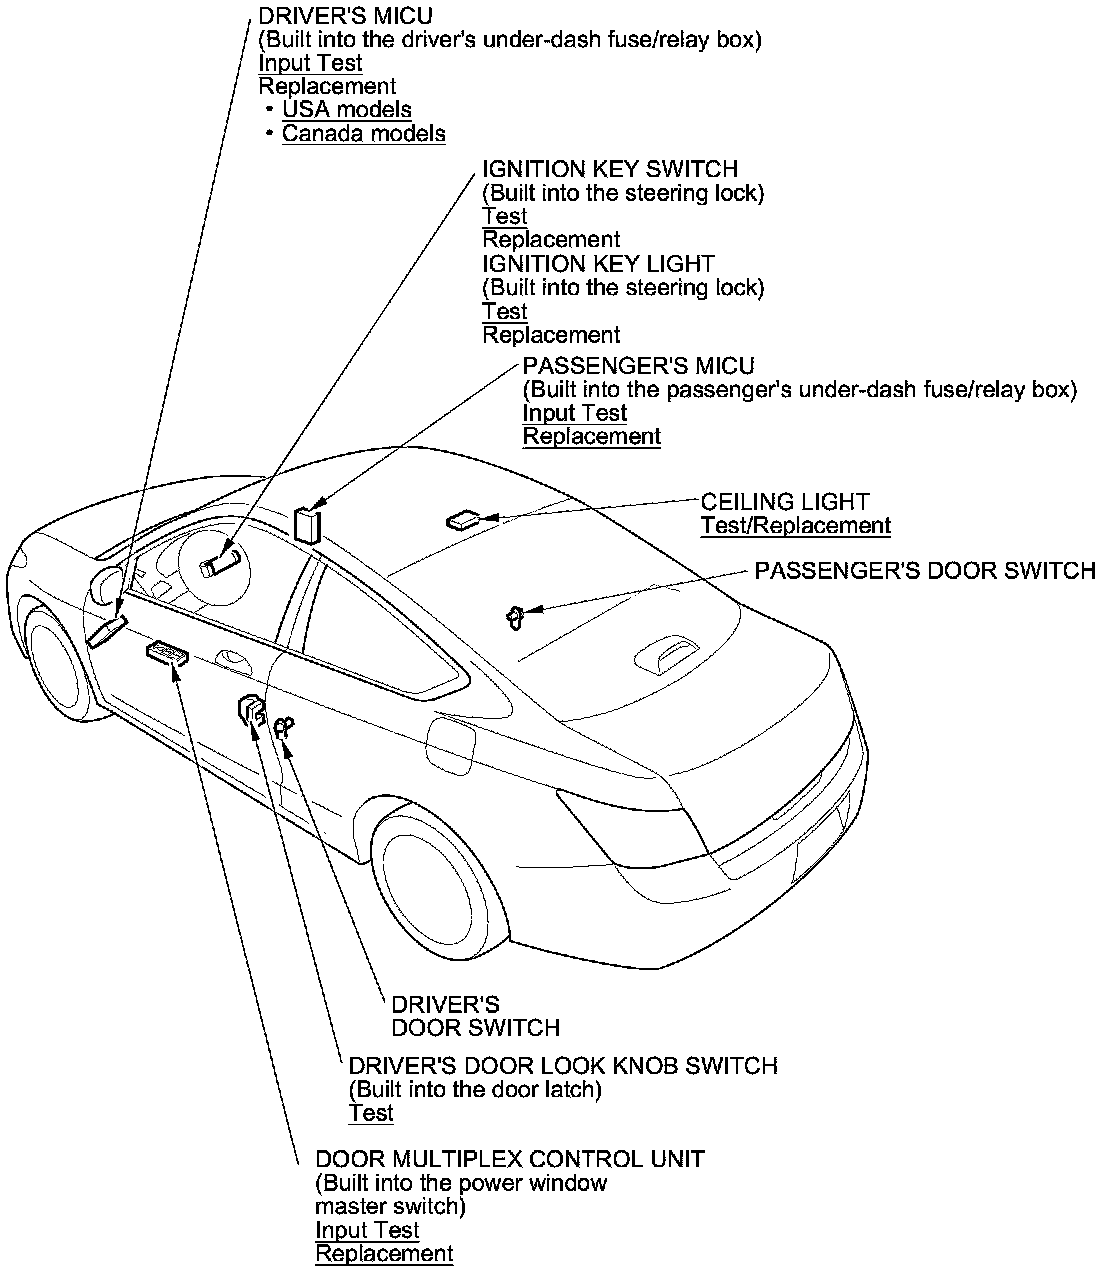 DRIVER'S MICU
(Built into the driver's under-dash fuse/relay box)
Input Test
Replacement
• USA models
• Canada models
IGNITION KEY SWITCH
(Built into the steering lock)
Test
Replacement
IGNITION KEY LIGHT
(Built into the steering lock)
Test
Replacement
PASSENGER'S MICU
(Built into the passenger's under-dash fuse/relay box)
Input Test
Replacement
CEILING LIGHT
Test/Replacement
PASSENGER'S DOOR SWITCH
DRIVER'S
DOOR SWITCH
DRIVER'S DOOR LOOK KNOB SWITCH
(Built into the door latch)
Test
DOOR MULTIPLEX CONTROL UNIT
(Built into the power window
master switch)
Input Test
Replacement